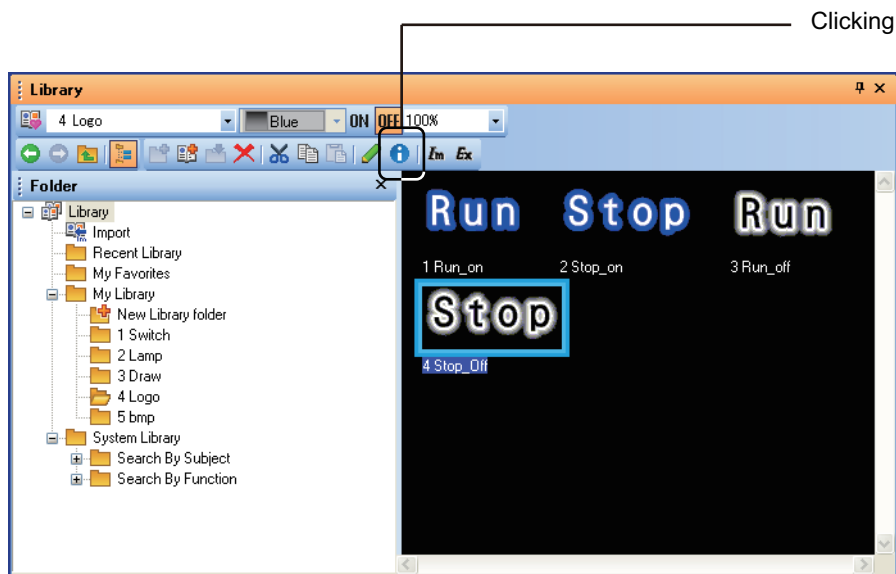 Clicking
Library
4 Logo Blue ON OFF 100%
Im Ex
Folder
Library
Import
Recent Library
My Favorites
My Library
New Library folder
1 Switch
2 Lamp
3 Draw
4 Logo
5 bmp
System Library
Search By Subject
Search By Function
Run Stop Run
1 Run_on 2 Stop_on 3 Run_off
Stop
4 Stop_Off